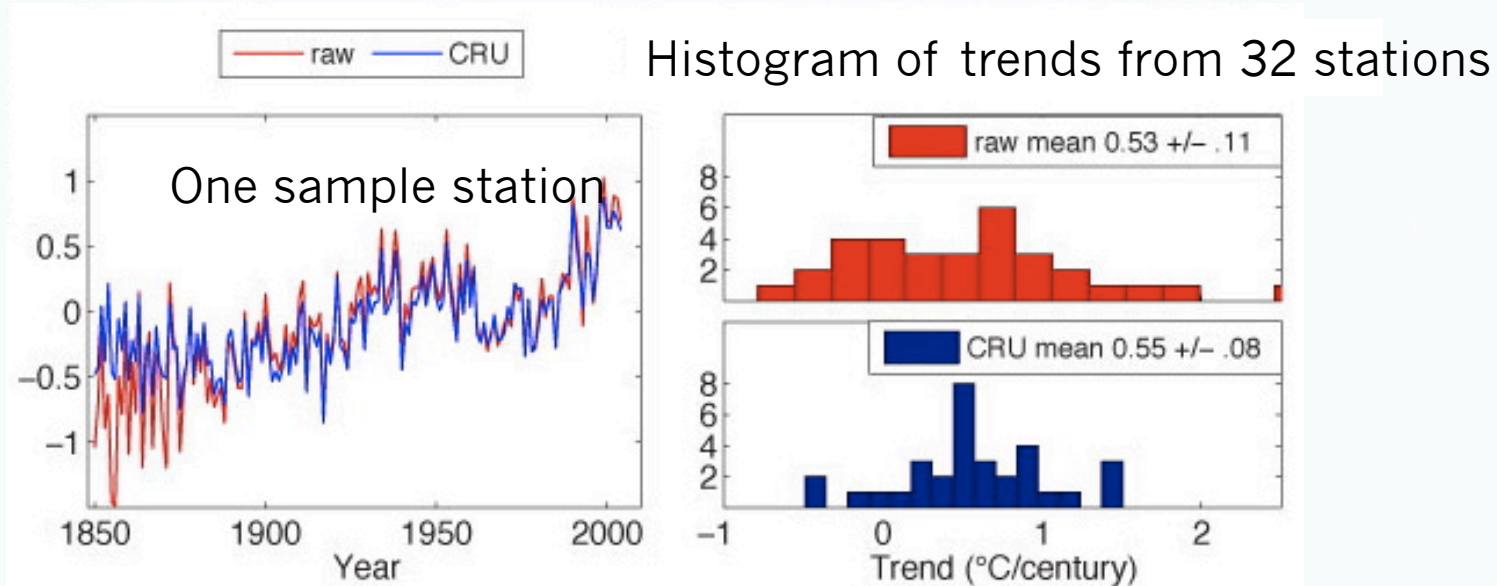 raw CRU
Histogram of trends from 32 stations
One sample station
1
0.5
0
−0.5
−1
1850 1900 1950 2000
Year
raw mean 0.53 +/− .11
8
6
4
2
CRU mean 0.55 +/− .08
8
6
4
2
−1 0 1 2
Trend (°C/century)